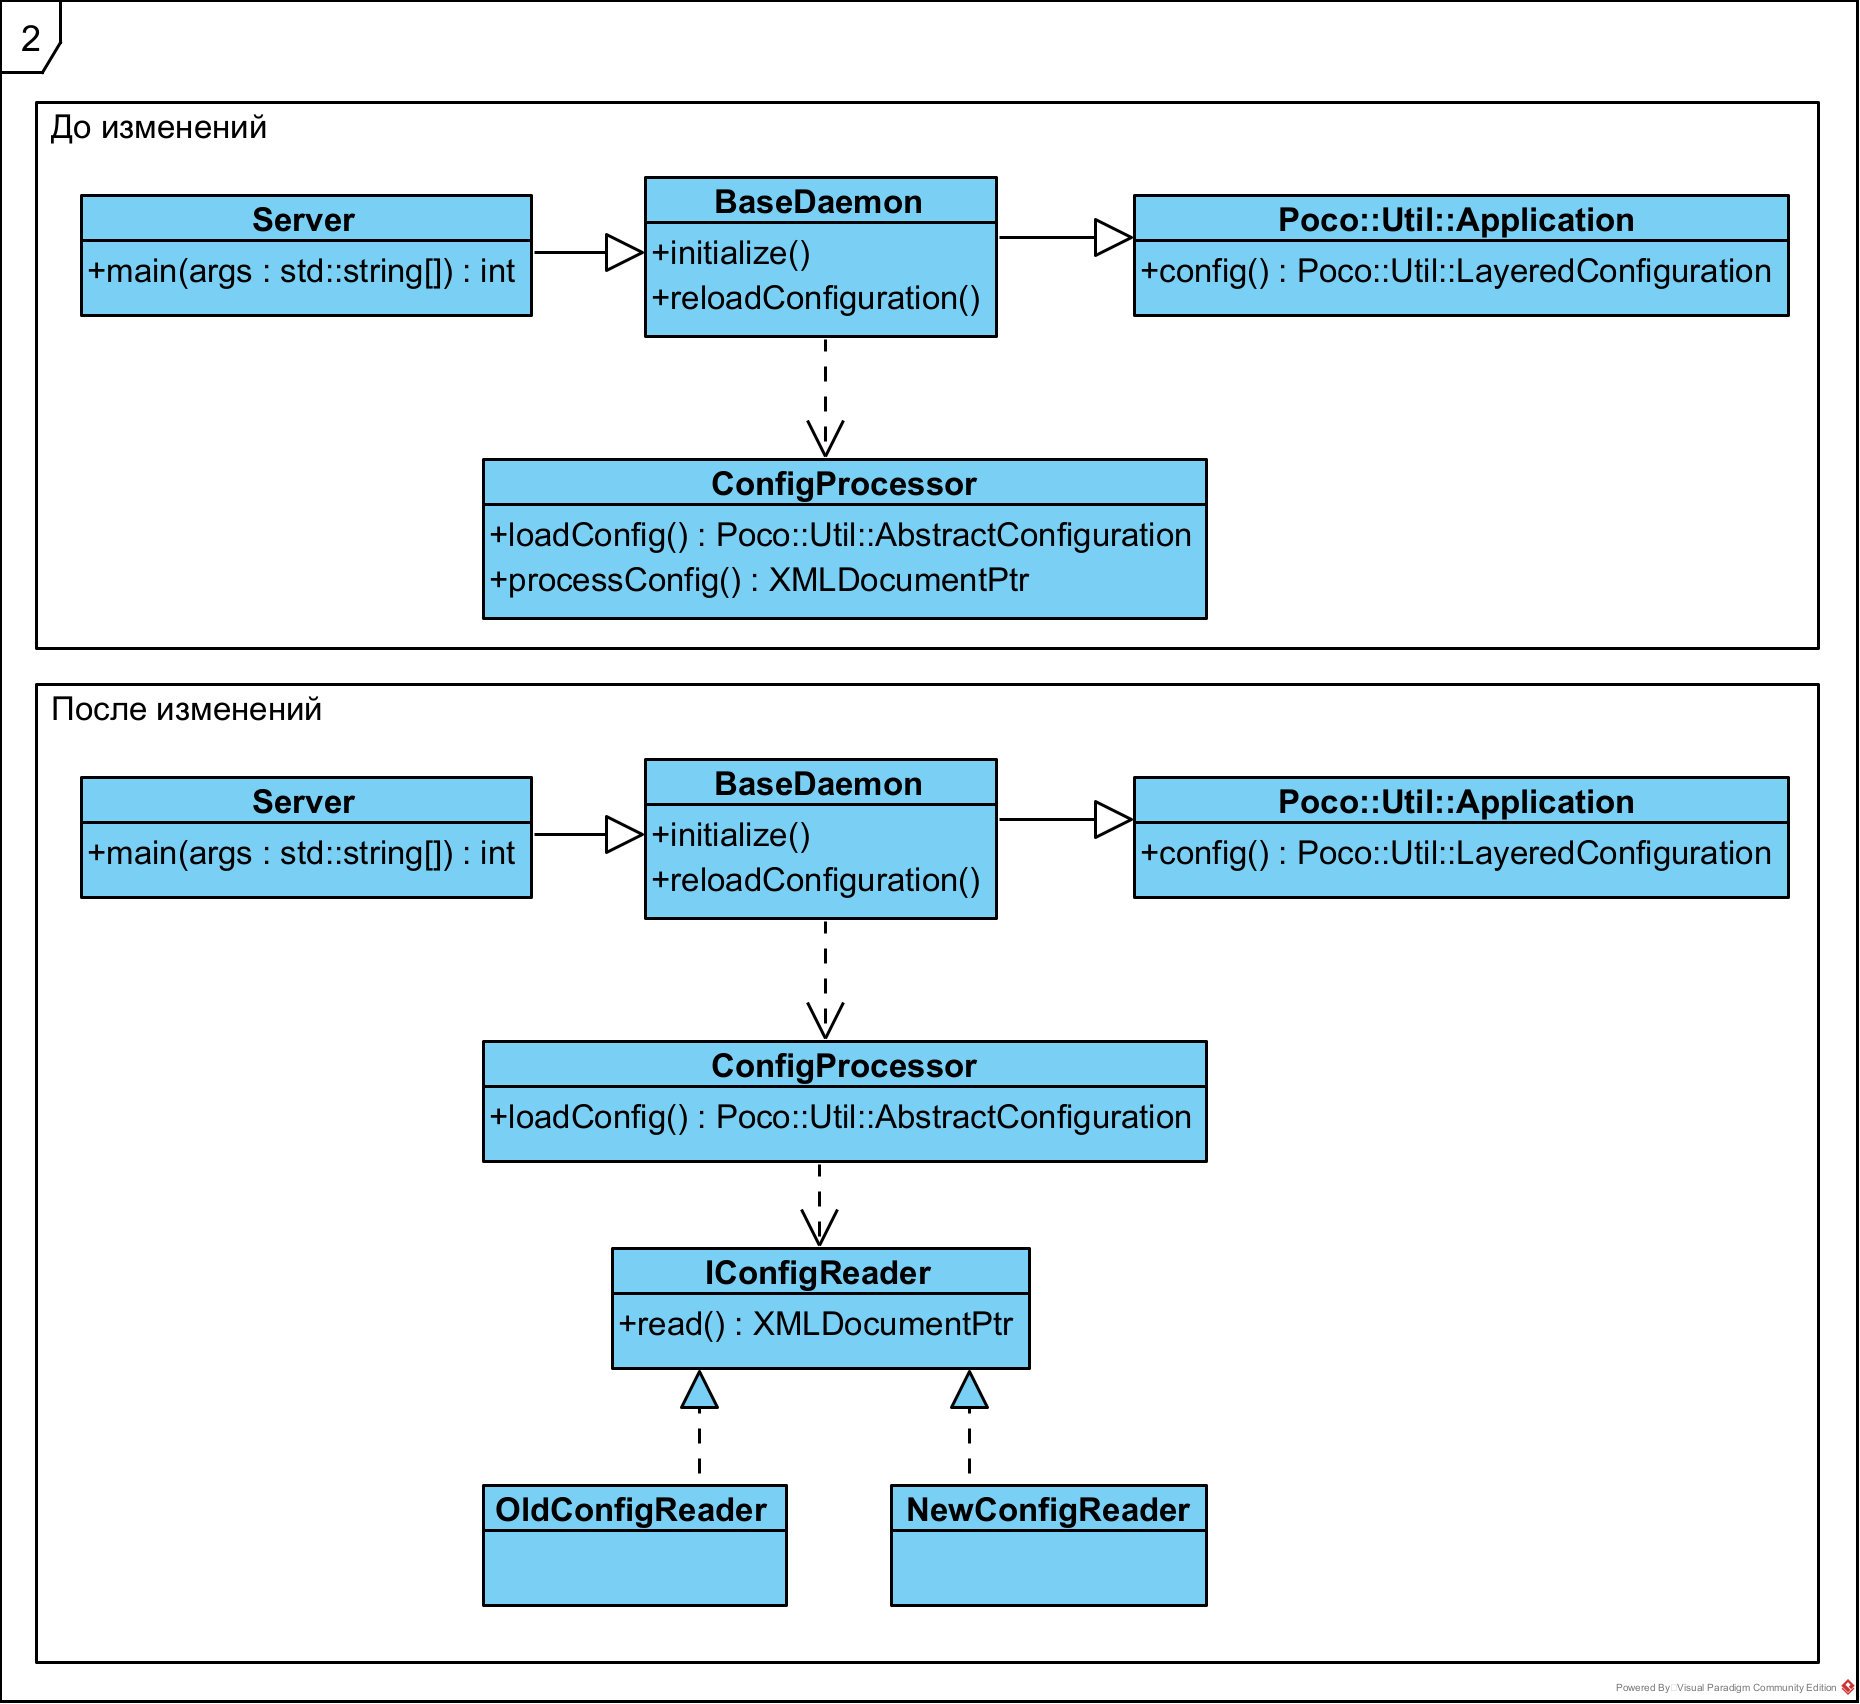 2
До изменений
Server
+main(args : std::string[]) : int
BaseDaemon
+initialize()
+reloadConfiguration()
Poco::Util::Application
+config() : Poco::Util::LayeredConfiguration
ConfigProcessor
+loadConfig() : Poco::Util::AbstractConfiguration
+processConfig() : XMLDocumentPtr
После изменений
Server
+main(args : std::string[]) : int
BaseDaemon
+initialize()
+reloadConfiguration()
Poco::Util::Application
+config() : Poco::Util::LayeredConfiguration
ConfigProcessor
+loadConfig() : Poco::Util::AbstractConfiguration
IConfigReader
+read() : XMLDocumentPtr
OldConfigReader
NewConfigReader
Powered By Visual Paradigm Community Edition